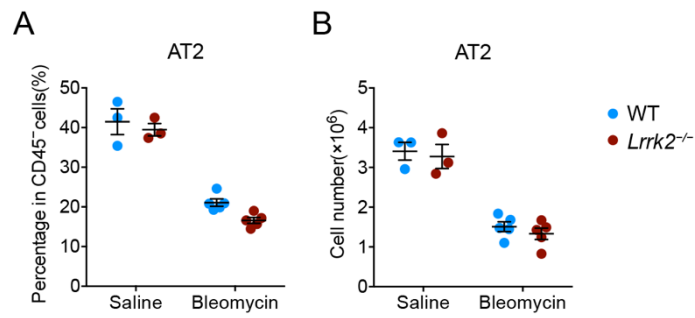 A
AT2
Percentage in CD45⁻ cells(%)
50
40
30
20
10
0
Saline
Bleomycin
B
AT2
Cell number(×10⁶)
5
4
3
2
1
0
Saline
Bleomycin
WT
Lrrk2⁻/⁻